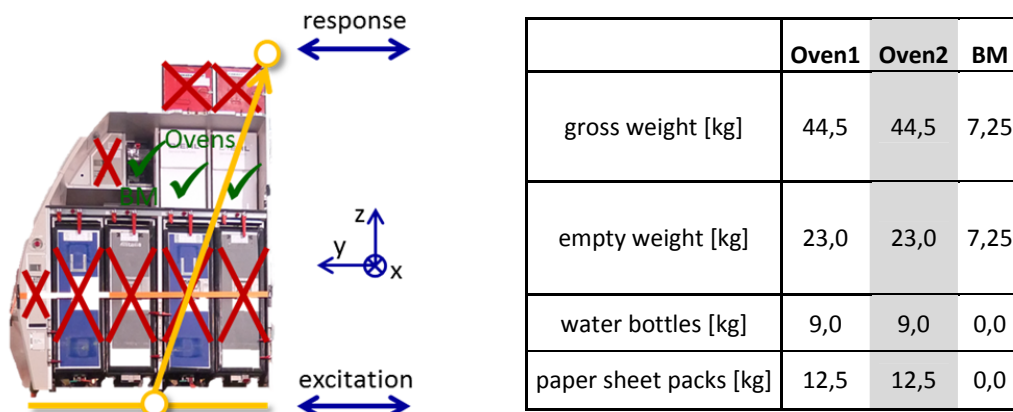 response
Ovens
BM
z
y
x
excitation
Oven1 Oven2 BM
gross weight [kg] 44,5 44,5 7,25
empty weight [kg] 23,0 23,0 7,25
water bottles [kg] 9,0 9,0 0,0
paper sheet packs [kg] 12,5 12,5 0,0